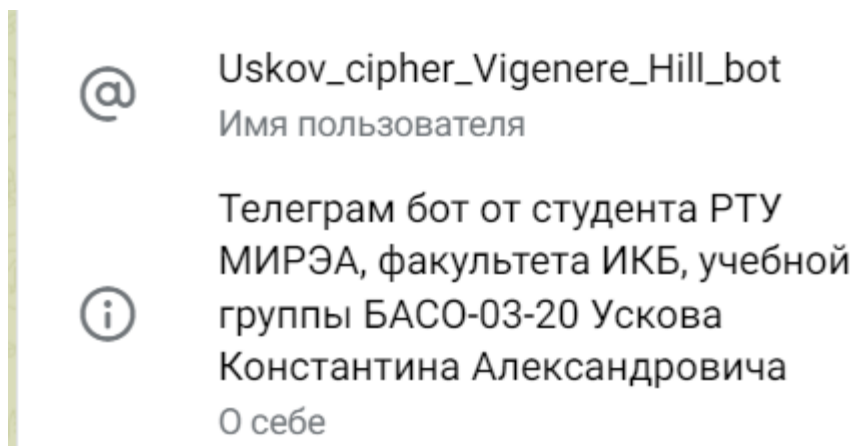 @
Uskov_cipher_Vigenere_Hill_bot
Имя пользователя
Телеграм бот от студента РТУ
МИРЭА, факультета ИКБ, учебной
группы БАСО-03-20 Ускова
Константина Александровича
О себе